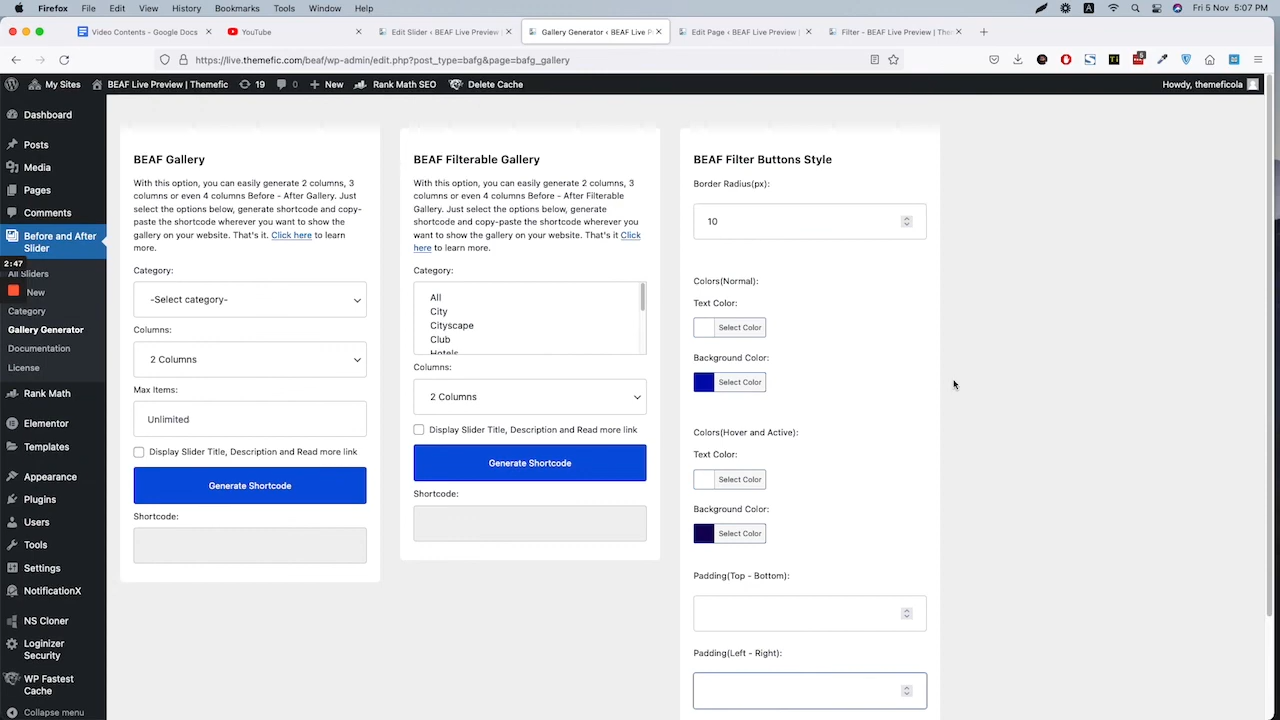 Firefox File Edit View History Bookmarks Tools Window Help
A
Fri 5 Nov 5:07 PM
Video Contents - Google Docs
YouTube
Edit Slider ‹ BEAF Live Preview |
Gallery Generator ‹ BEAF Live P
Edit Page ‹ BEAF Live Preview |
Filter - BEAF Live Preview | The
https://live.themefic.com/beaf/wp-admin/edit.php?post_type=bafg&page=bafg_gallery
My Sites
BEAF Live Preview | Themefic
19
0
New
Rank Math SEO
Delete Cache
Howdy, themeficola
Dashboard
Posts
Media
Pages
Comments
Before and After
Slider
2:47
All Sliders
New
Category
Gallery Generator
Documentation
License
Rank Math
Elementor
Templates
Appearance
Plugins
Users
Tools
Settings
NotificationX
NS Cloner
Loginizer
Security
WP Fastest
Cache
Collapse menu
BEAF Gallery
With this option, you can easily generate 2 columns, 3
columns or even 4 columns Before - After Gallery. Just
select the options below, generate shortcode and copy-
paste the shortcode wherever you want to show the
gallery on your website. That's it. Click here to learn
more.
Category:
-Select category-
Columns:
2 Columns
Max Items:
Unlimited
Display Slider Title, Description and Read more link
Generate Shortcode
Shortcode:
BEAF Filterable Gallery
With this option, you can easily generate 2 columns, 3
columns or even 4 columns Before - After Filterable
Gallery. Just select the options below, generate
shortcode and copy-paste the shortcode wherever you
want to show the gallery on your website. That's it Click
here to learn more.
Category:
All
City
Cityscape
Club
Hotels
Columns:
2 Columns
Display Slider Title, Description and Read more link
Generate Shortcode
Shortcode:
BEAF Filter Buttons Style
Border Radius(px):
10
Colors(Normal):
Text Color:
Select Color
Background Color:
Select Color
Colors(Hover and Active):
Text Color:
Select Color
Background Color:
Select Color
Padding(Top - Bottom):
Padding(Left - Right):